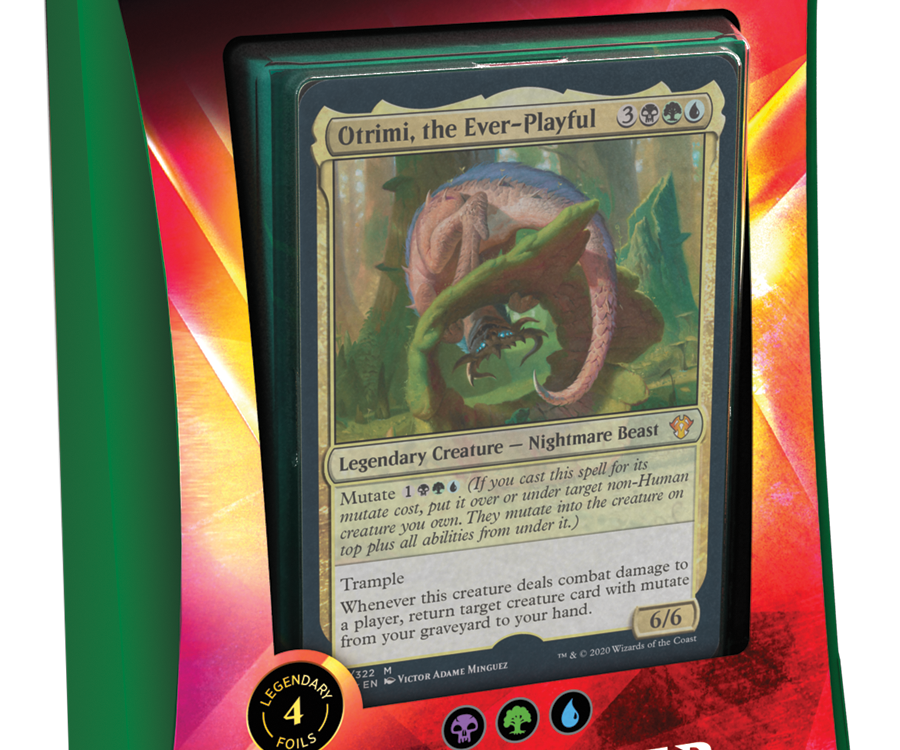 Otrimi, the Ever-Playful 3
Legendary Creature — Nightmare Beast
Mutate 1 (If you cast this spell for its
mutate cost, put it over or under target non-Human
creature you own. They mutate into the creature on
top plus all abilities from under it.)
Trample
Whenever this creature deals combat damage to
a player, return target creature card with mutate
from your graveyard to your hand.
6/6
/322 M
EN Victor Adame Minguez
™ & © 2020 Wizards of the Coast
LEGENDARY
4
FOILS